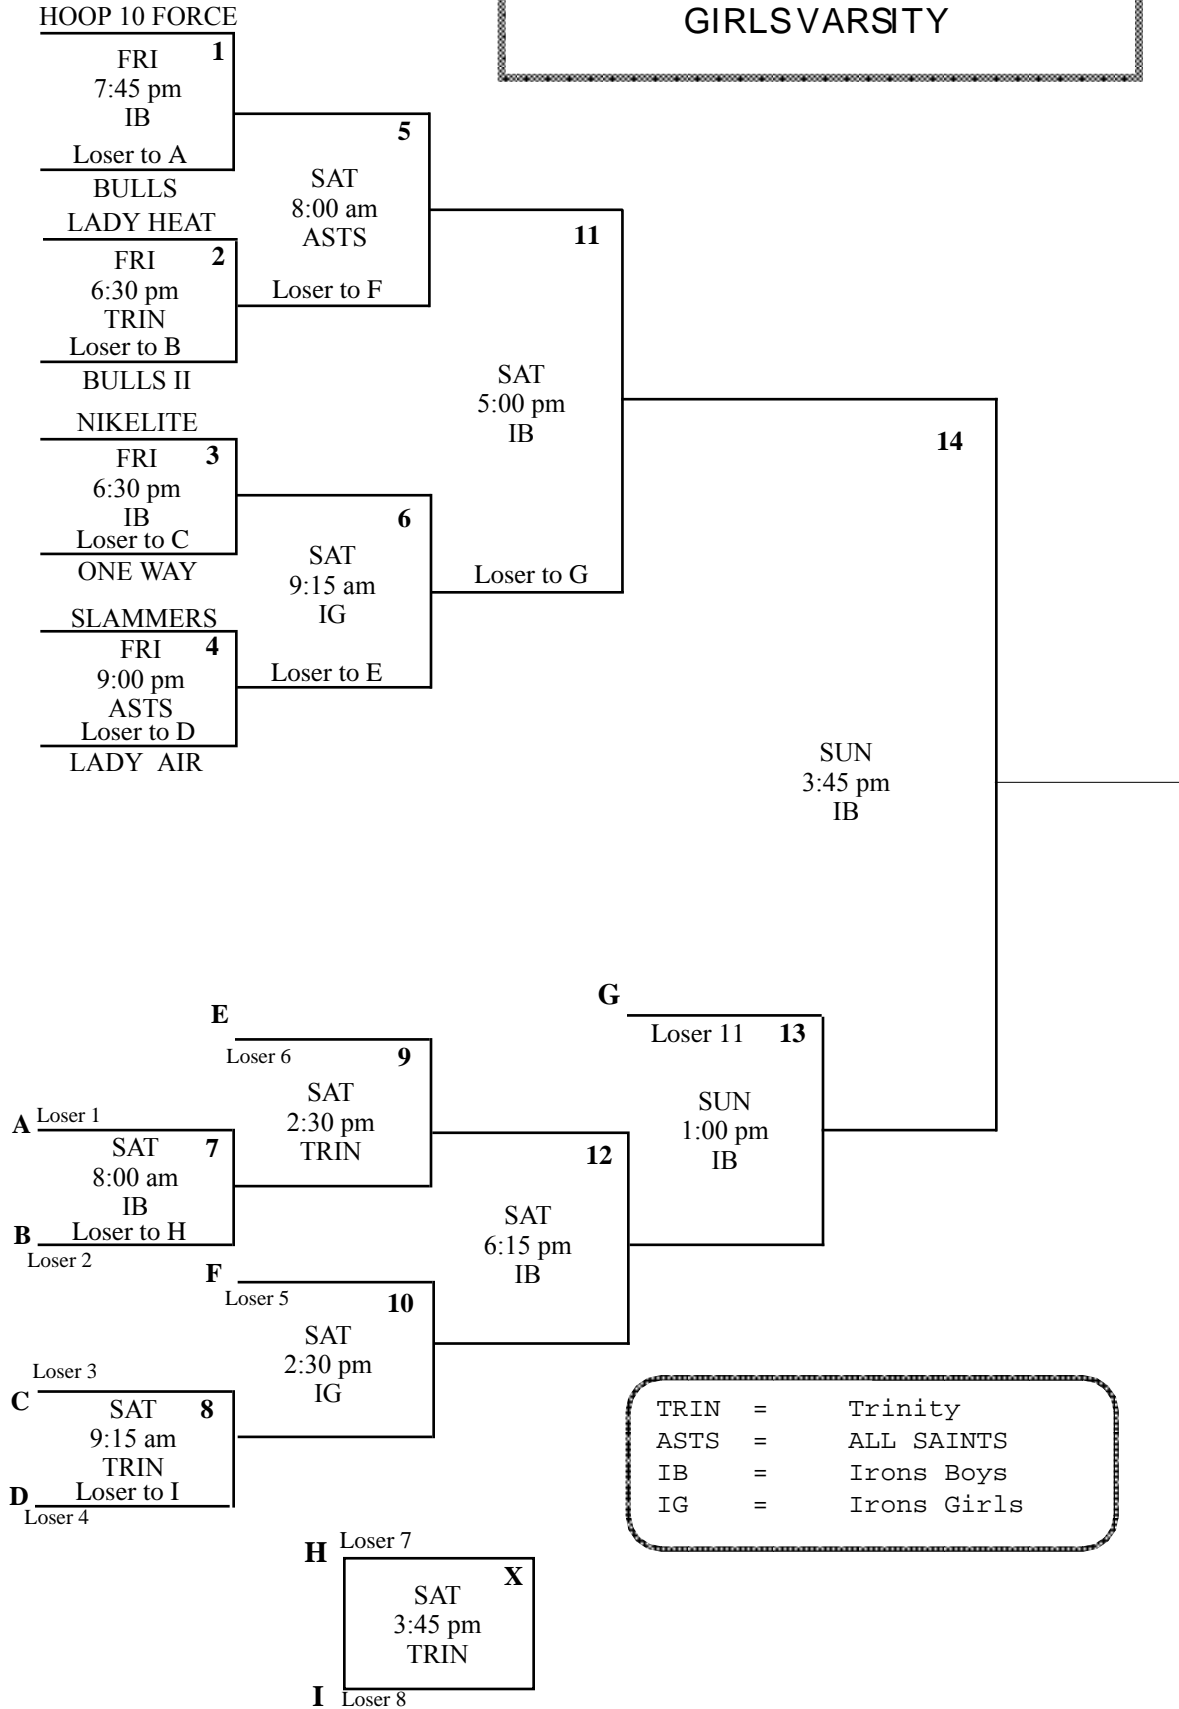 GIRLS VARSITY
HOOP 10 FORCE
1
FRI
7:45 pm
IB
Loser to A
BULLS
LADY HEAT
2
FRI
6:30 pm
TRIN
Loser to B
BULLS II
NIKELITE
3
FRI
6:30 pm
IB
Loser to C
ONE WAY
SLAMMERS
4
FRI
9:00 pm
ASTS
Loser to D
LADY AIR
5
SAT
8:00 am
ASTS
Loser to F
6
SAT
9:15 am
IG
Loser to E
11
SAT
5:00 pm
IB
Loser to G
14
SUN
3:45 pm
IB
G
Loser 11
13
SUN
1:00 pm
IB
E
Loser 6
9
SAT
2:30 pm
TRIN
A
Loser 1
7
SAT
8:00 am
IB
Loser to H
B
Loser 2
12
SAT
6:15 pm
IB
F
Loser 5
10
SAT
2:30 pm
IG
Loser 3
C
8
SAT
9:15 am
TRIN
Loser to I
D
Loser 4
H
Loser 7
X
SAT
3:45 pm
TRIN
I
Loser 8
TRIN = Trinity
ASTS = ALL SAINTS
IB = Irons Boys
IG = Irons Girls